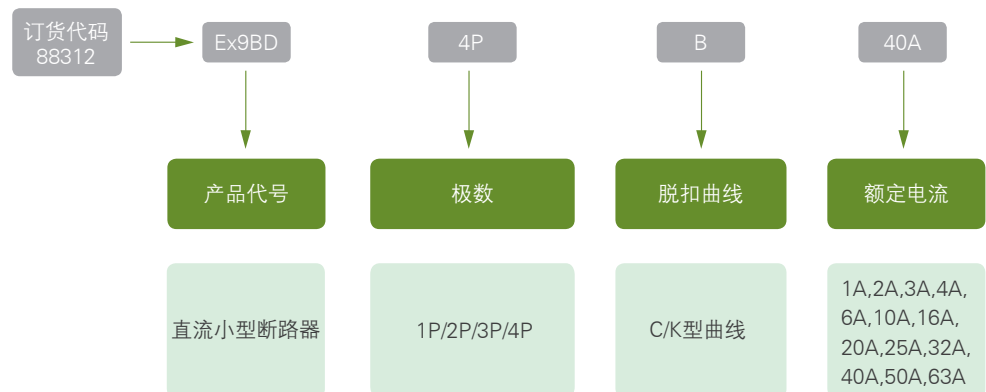 订货代码
88312
Ex9BD
4P
B
40A
产品代号
极数
脱扣曲线
额定电流
直流小型断路器
1P/2P/3P/4P
C/K型曲线
1A,2A,3A,4A,
6A,10A,16A,
20A,25A,32A,
40A,50A,63A